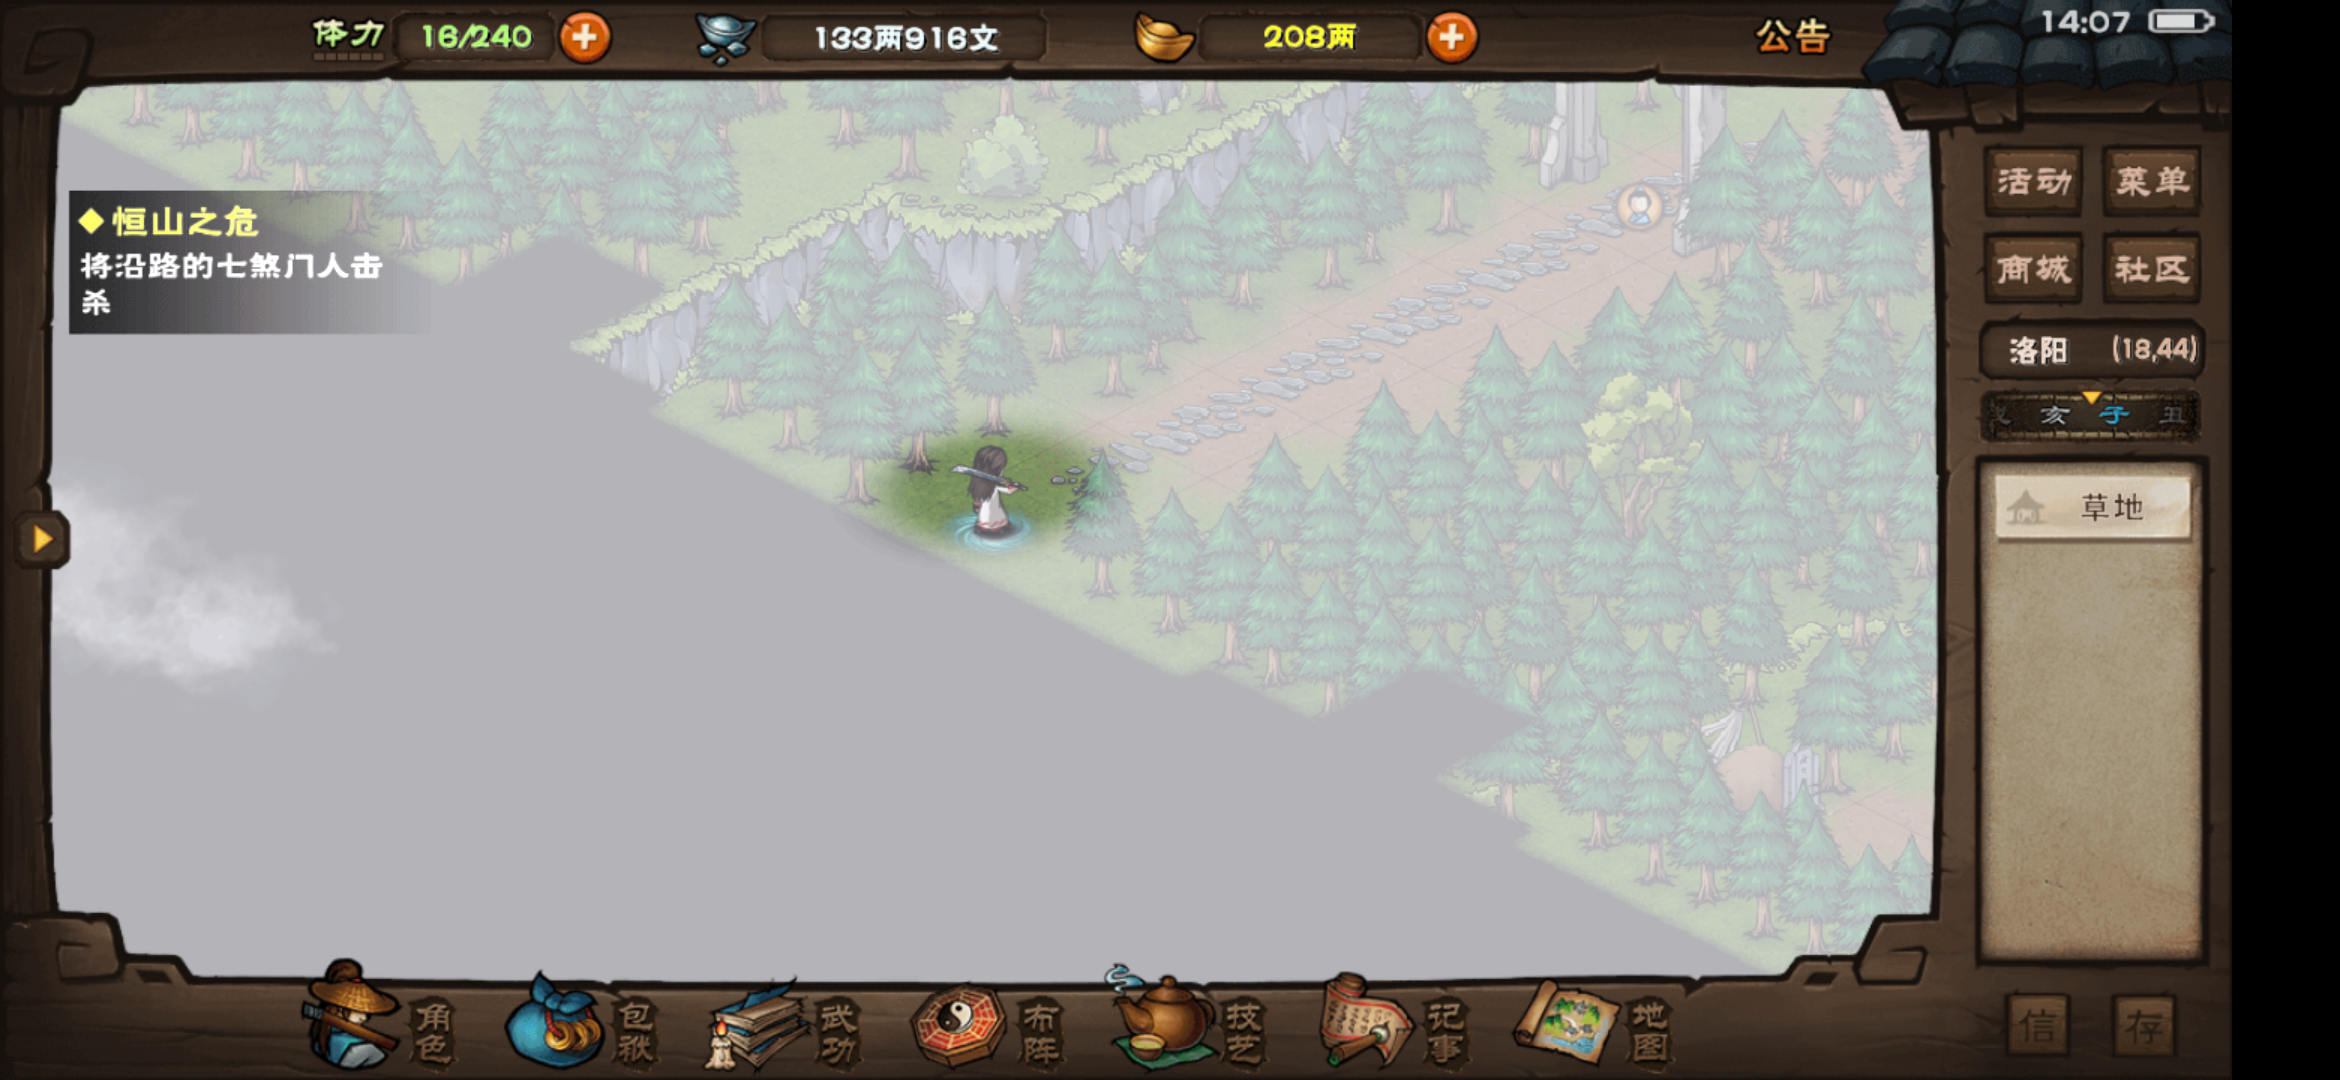 体力 16/240 133两916文 208两 公告 14:07
◆恒山之危
将沿路的七煞门人击
杀
活动 菜单
商城 社区
洛阳 (18,44)
亥 子 丑
草地
角色 包袱 武功 布阵 技艺 记事 地图 信 存